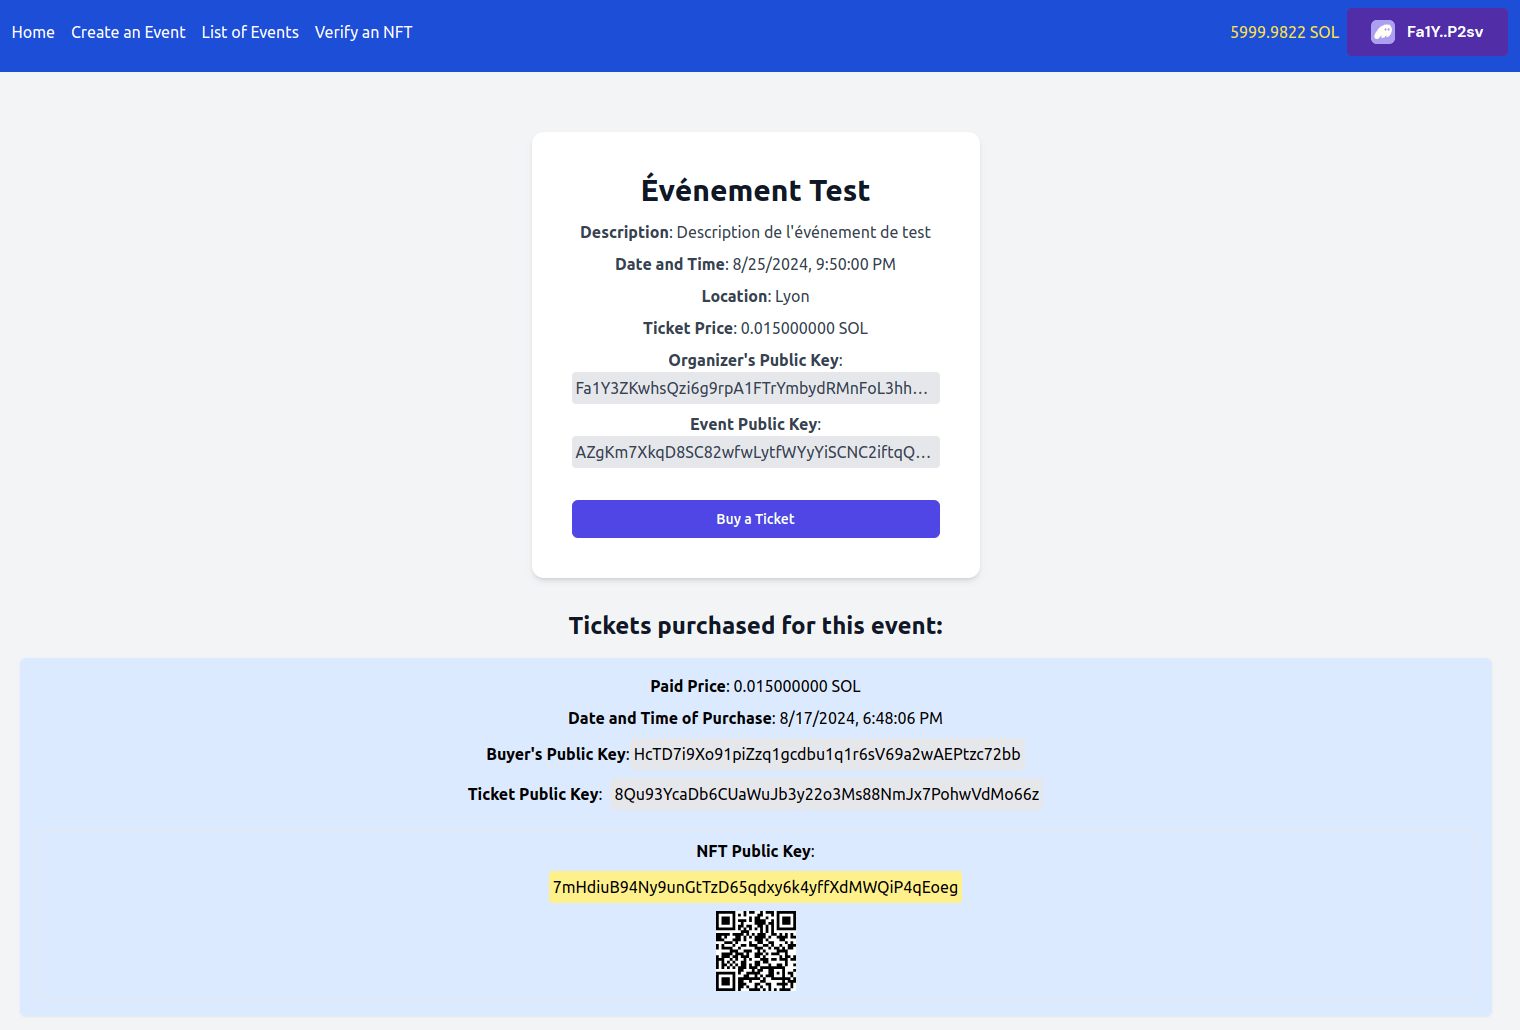 Home Create an Event List of Events Verify an NFT 5999.9822 SOL Fa1Y..P2sv
Événement Test
Description: Description de l'événement de test
Date and Time: 8/25/2024, 9:50:00 PM
Location: Lyon
Ticket Price: 0.015000000 SOL
Organizer's Public Key:
Fa1Y3ZKwhsQzi6g9rpA1FTrYmbydRMnFoL3hh...
Event Public Key:
AZgKm7XkqD8SC82wfwLytfWYyYiSCNC2iftqQ...
Buy a Ticket
Tickets purchased for this event:
Paid Price: 0.015000000 SOL
Date and Time of Purchase: 8/17/2024, 6:48:06 PM
Buyer's Public Key: HcTD7i9Xo91piZzq1gcdbu1q1r6sV69a2wAEPtzc72bb
Ticket Public Key: 8Qu93YcaDb6CUaWuJb3y22o3Ms88NmJx7PohwVdMo66z
NFT Public Key:
7mHdiuB94Ny9unGtTzD65qdxy6k4yffXdMWQiP4qEoeg